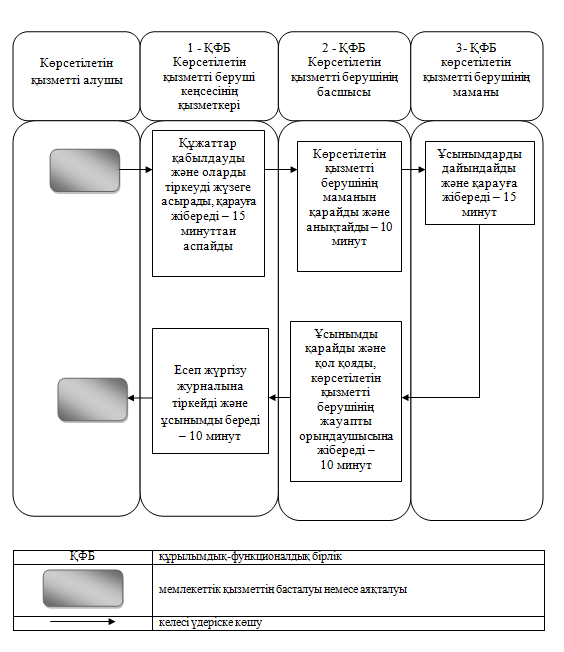 Көрсетілетін
қызметті алушы
1 - ҚФБ
Көрсетілетін
қызметті беруші
кеңсесінің
қызметкері
2 - ҚФБ
Көрсетілетін
қызметті берушінің
басшысы
3- ҚФБ
көрсетілетін
қызметті берушінің
маманы
Құжаттар
қабылдауды
және оларды
тіркеуді жүзеге
асырады, қарауға
жібереді – 15
минуттан
аспайды
Көрсетілетін
қызметті
берушінің
маманын
қарайды және
анықтайды – 10
минут
Ұсынымдарды
дайындайды
және қарауға
жібереді – 15
минут
Ұсынымды
қарайды және
қол қояды,
көрсетілетін
қызметті
берушінің
жауапты
орындаушысына
жібереді –
10 минут
Есеп жүргізу
журналына
тіркейді және
ұсынымды береді
– 10 минут
ҚФБ
құрылымдық-функционалдық бірлік
мемлекеттік қызметтің басталуы немесе аяқталуы
келесі үдеріске көшу